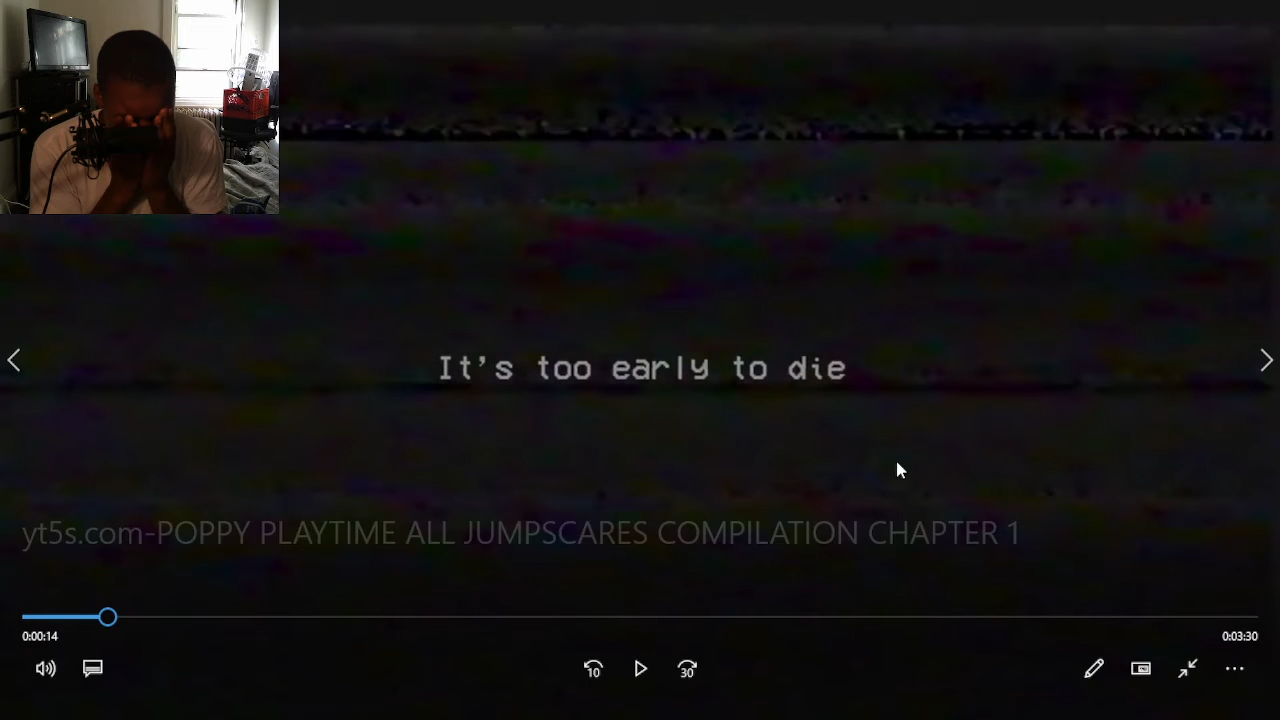 It's too early to die
yt5s.com-POPPY PLAYTIME ALL JUMPSCARES COMPILATION CHAPTER 1
0:00:14
0:03:30
10
30